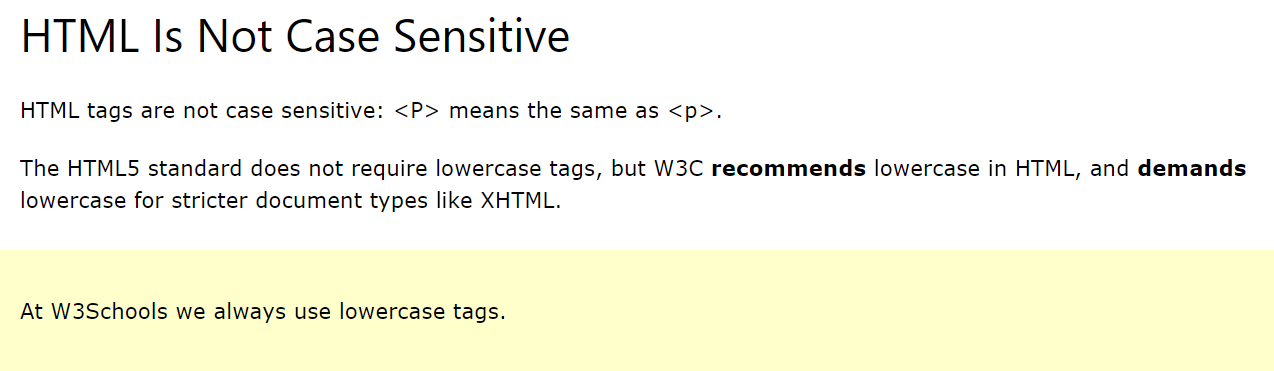 HTML Is Not Case Sensitive
HTML tags are not case sensitive: <P> means the same as <p>.
The HTML5 standard does not require lowercase tags, but W3C recommends lowercase in HTML, and demands
lowercase for stricter document types like XHTML.
At W3Schools we always use lowercase tags.